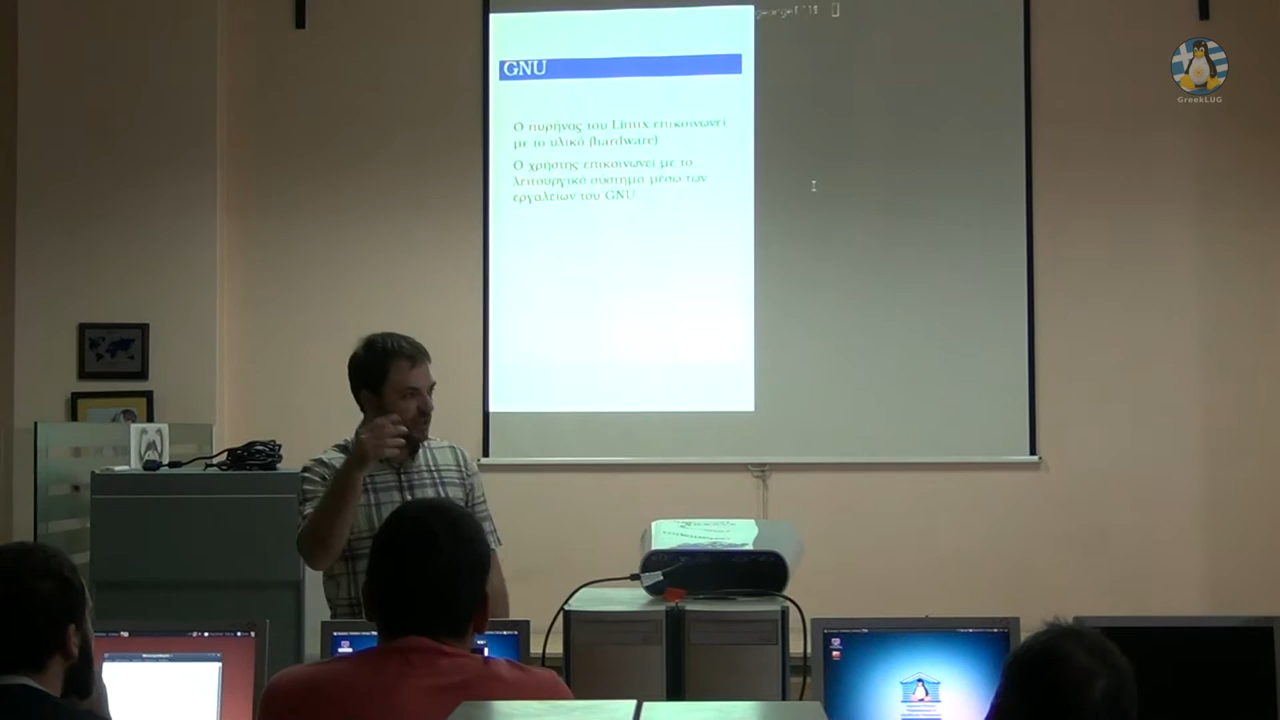 GNU
Ο πυρήνας του Linux επικοινωνεί
με το υλικό (hardware)
Ο χρήστης επικοινωνεί με το
λειτουργικό σύστημα μέσω των
εργαλείων του GNU.
GreekLUG